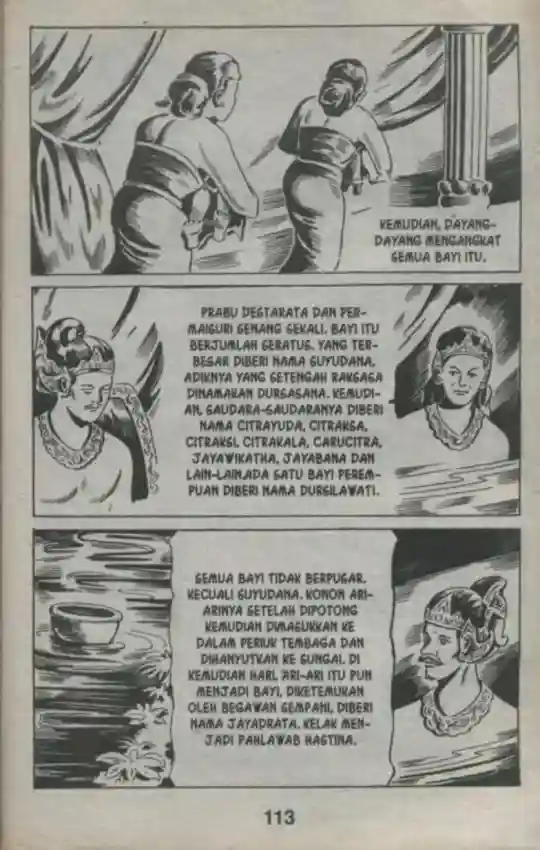 KEMUDIAN, DAYANG-
DAYANG MENGANGKAT
SEMUA BAYI ITU.
PRABU DESTARATA DAN PER-
MAISURI SENANG SEKALI. BAYI ITU
BERJUMLAH SERATUS. YANG TER-
BESAR DIBERI NAMA SUYUDANA,
ADIKNYA YANG SETENGAH RAKSASA
DINAMAKAN DURSASANA. KEMUDI-
AN, SAUDARA-SAUDARANYA DIBERI
NAMA CITRAYUDA, CITRAKSA,
CITRAKSI, CITRAKALA, CARUCITRA,
JAYAWIKATHA, JAYABANA DAN
LAIN-LAIN.ADA SATU BAYI PEREM-
PUAN DIBERI NAMA DURSILAWATI.
SEMUA BAYI TIDAK BERPUSAR.
KECUALI SUYUDANA. KONON ARI-
ARINYA SETELAH DIPOTONG
KEMUDIAN DIMASUKKAN KE
DALAM PERIUK TEMBAGA DAN
DIHANYUTKAN KE SUNGAI. DI
KEMUDIAN HARI, ARI-ARI ITU PUN
MENJADI BAYI, DIKETEMUKAN
OLEH BEGAWAN SEMPANI, DIBERI
NAMA JAYADRATA. KELAK MEN-
JADI PAHLAWAB HASTINA.
113